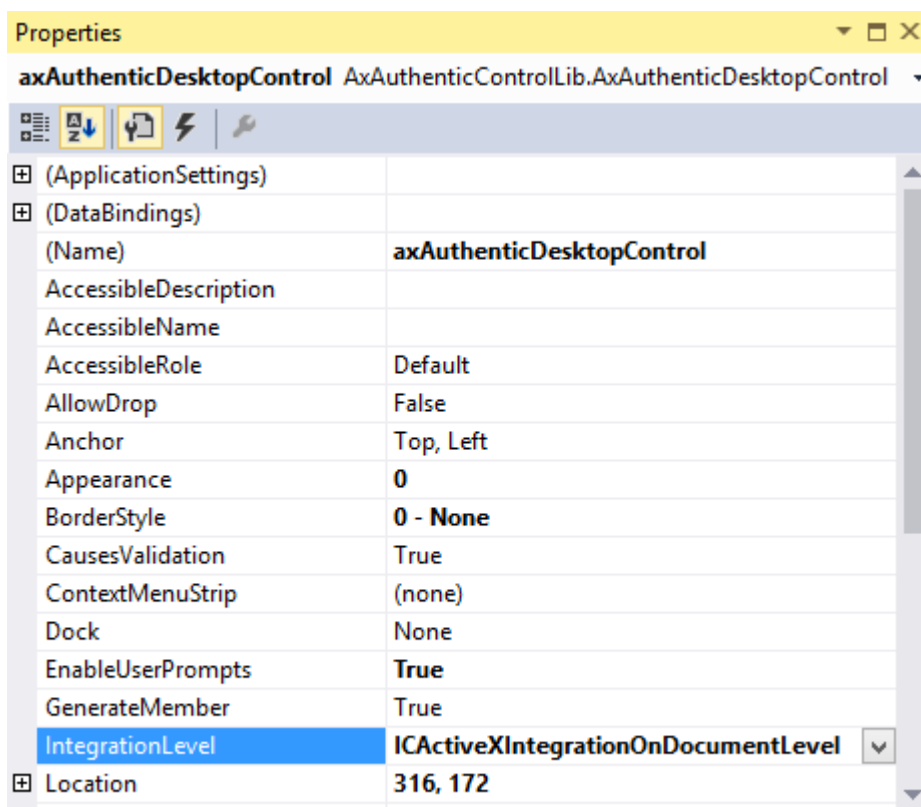 Properties
axAuthenticDesktopControl AxAuthenticControlLib.AxAuthenticDesktopControl
(ApplicationSettings)
(DataBindings)
(Name) axAuthenticDesktopControl
AccessibleDescription
AccessibleName
AccessibleRole Default
AllowDrop False
Anchor Top, Left
Appearance 0
BorderStyle 0 - None
CausesValidation True
ContextMenuStrip (none)
Dock None
EnableUserPrompts True
GenerateMember True
IntegrationLevel ICActiveXIntegrationOnDocumentLevel
Location 316, 172